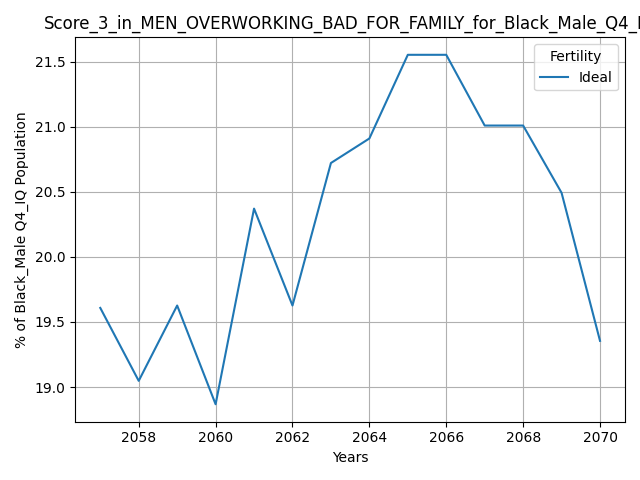 Score_3_in_MEN_OVERWORKING_BAD_FOR_FAMILY_for_Black_Male_Q4_I
Fertility
Ideal
% of Black_Male Q4_IQ Population
21.5
21.0
20.5
20.0
19.5
19.0
2058 2060 2062 2064 2066 2068 2070
Years